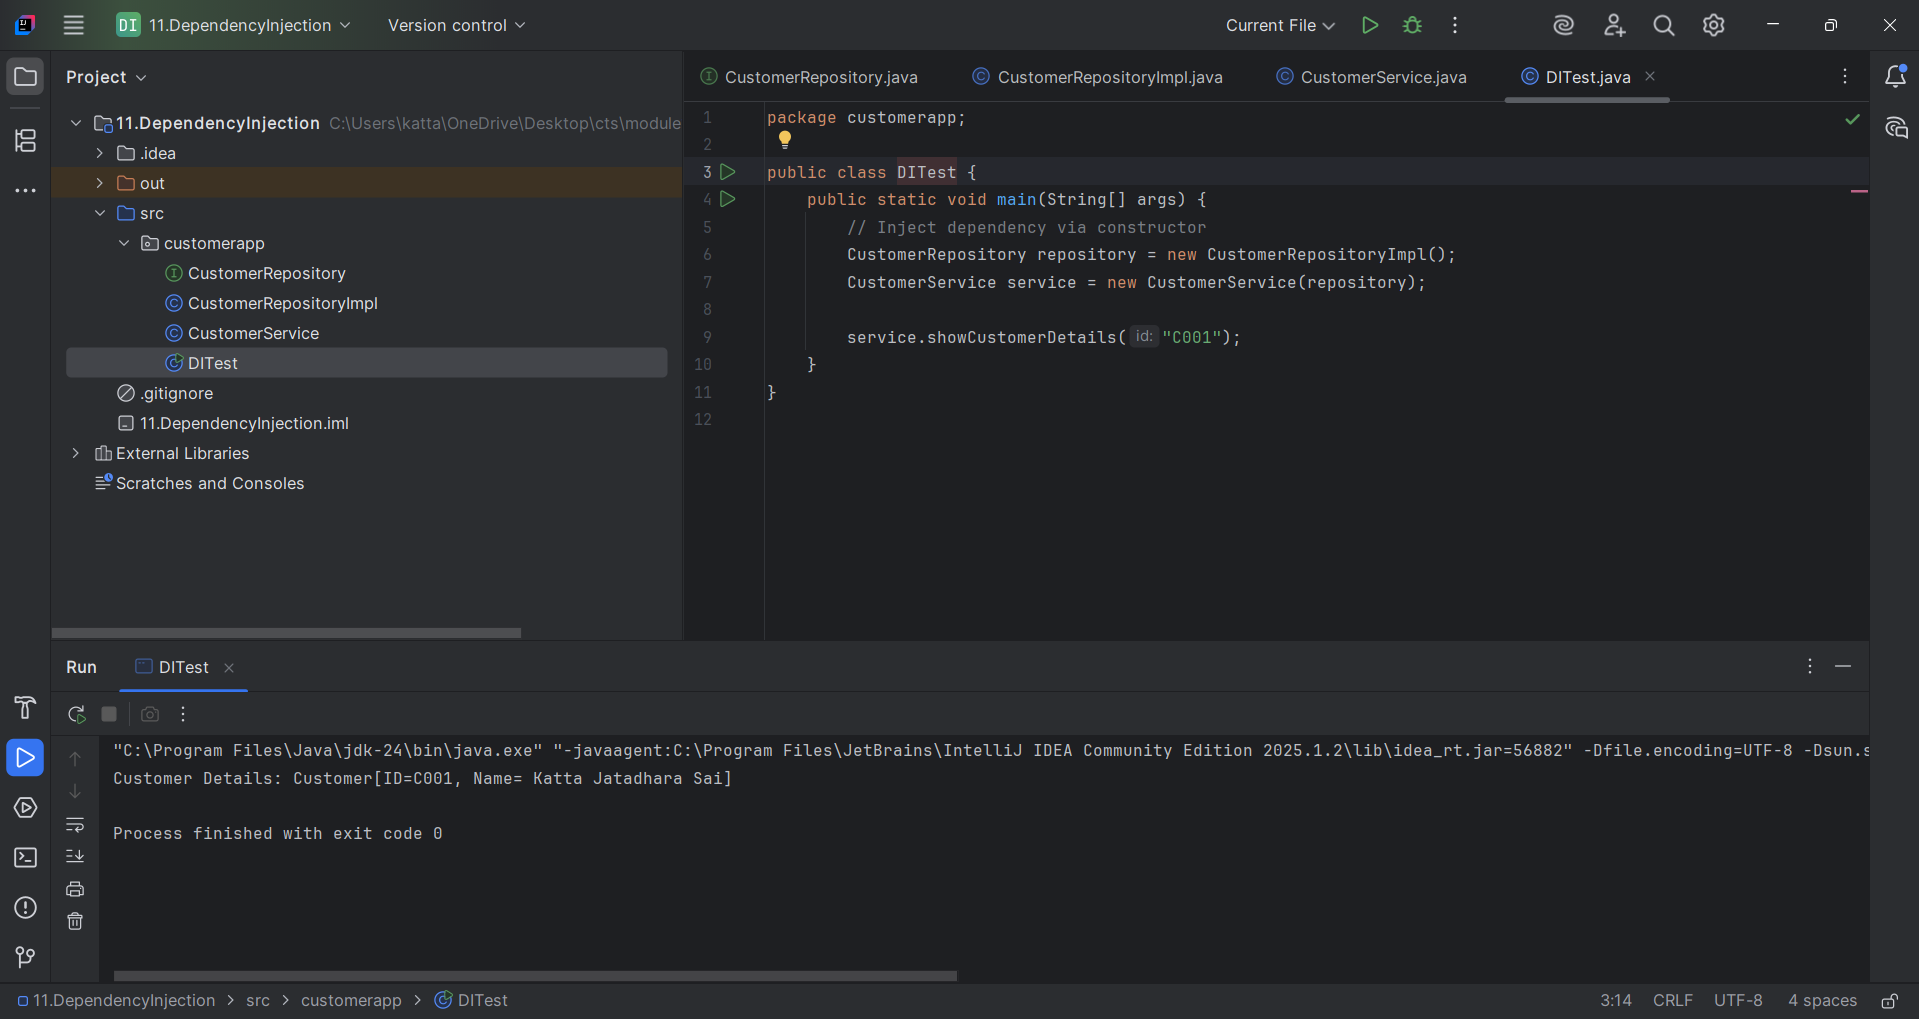 DI 11.DependencyInjection Version control Current File
Project
11.DependencyInjection C:\Users\katta\OneDrive\Desktop\cts\module
.idea
out
src
customerapp
CustomerRepository
CustomerRepositoryImpl
CustomerService
DITest
.gitignore
11.DependencyInjection.iml
External Libraries
Scratches and Consoles
CustomerRepository.java CustomerRepositoryImpl.java CustomerService.java DITest.java
1 package customerapp;
2
3 public class DITest {
4 public static void main(String[] args) {
5 // Inject dependency via constructor
6 CustomerRepository repository = new CustomerRepositoryImpl();
7 CustomerService service = new CustomerService(repository);
8
9 service.showCustomerDetails( id: "C001");
10 }
11 }
12
Run DITest
"C:\Program Files\Java\jdk-24\bin\java.exe" "-javaagent:C:\Program Files\JetBrains\IntelliJ IDEA Community Edition 2025.1.2\lib\idea_rt.jar=56882" -Dfile.encoding=UTF-8 -Dsun.s
Customer Details: Customer[ID=C001, Name= Katta Jatadhara Sai]
Process finished with exit code 0
11.DependencyInjection > src > customerapp > DITest 3:14 CRLF UTF-8 4 spaces